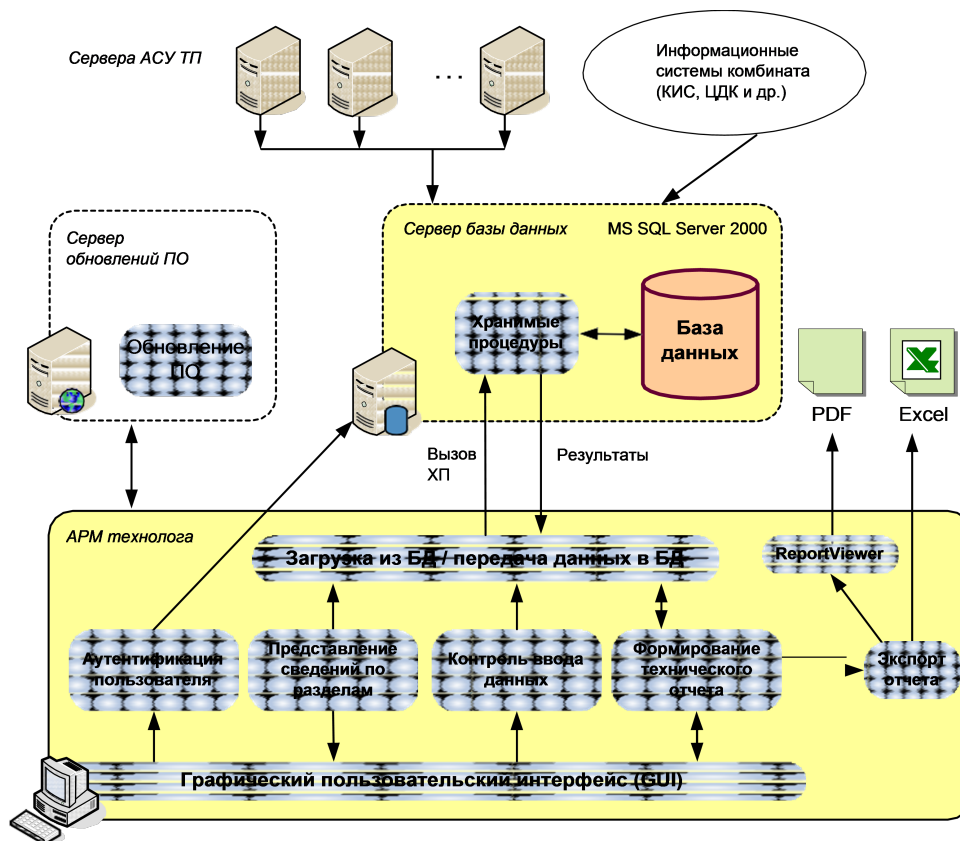 Сервера АСУ ТП
...
Информационные
системы комбината
(КИС, ЦДК и др.)
Сервер
обновлений ПО
Обновление
ПО
Сервер базы данных
MS SQL Server 2000
Хранимые
процедуры
База
данных
PDF
Excel
Вызов
ХП
Результаты
АРМ технолога
Загрузка из БД / передача данных в БД
ReportViewer
Аутентификация
пользователя
Представление
сведений по
разделам
Контроль ввода
данных
Формирование
технического
отчета
Экспорт
отчета
Графический пользовательский интерфейс (GUI)